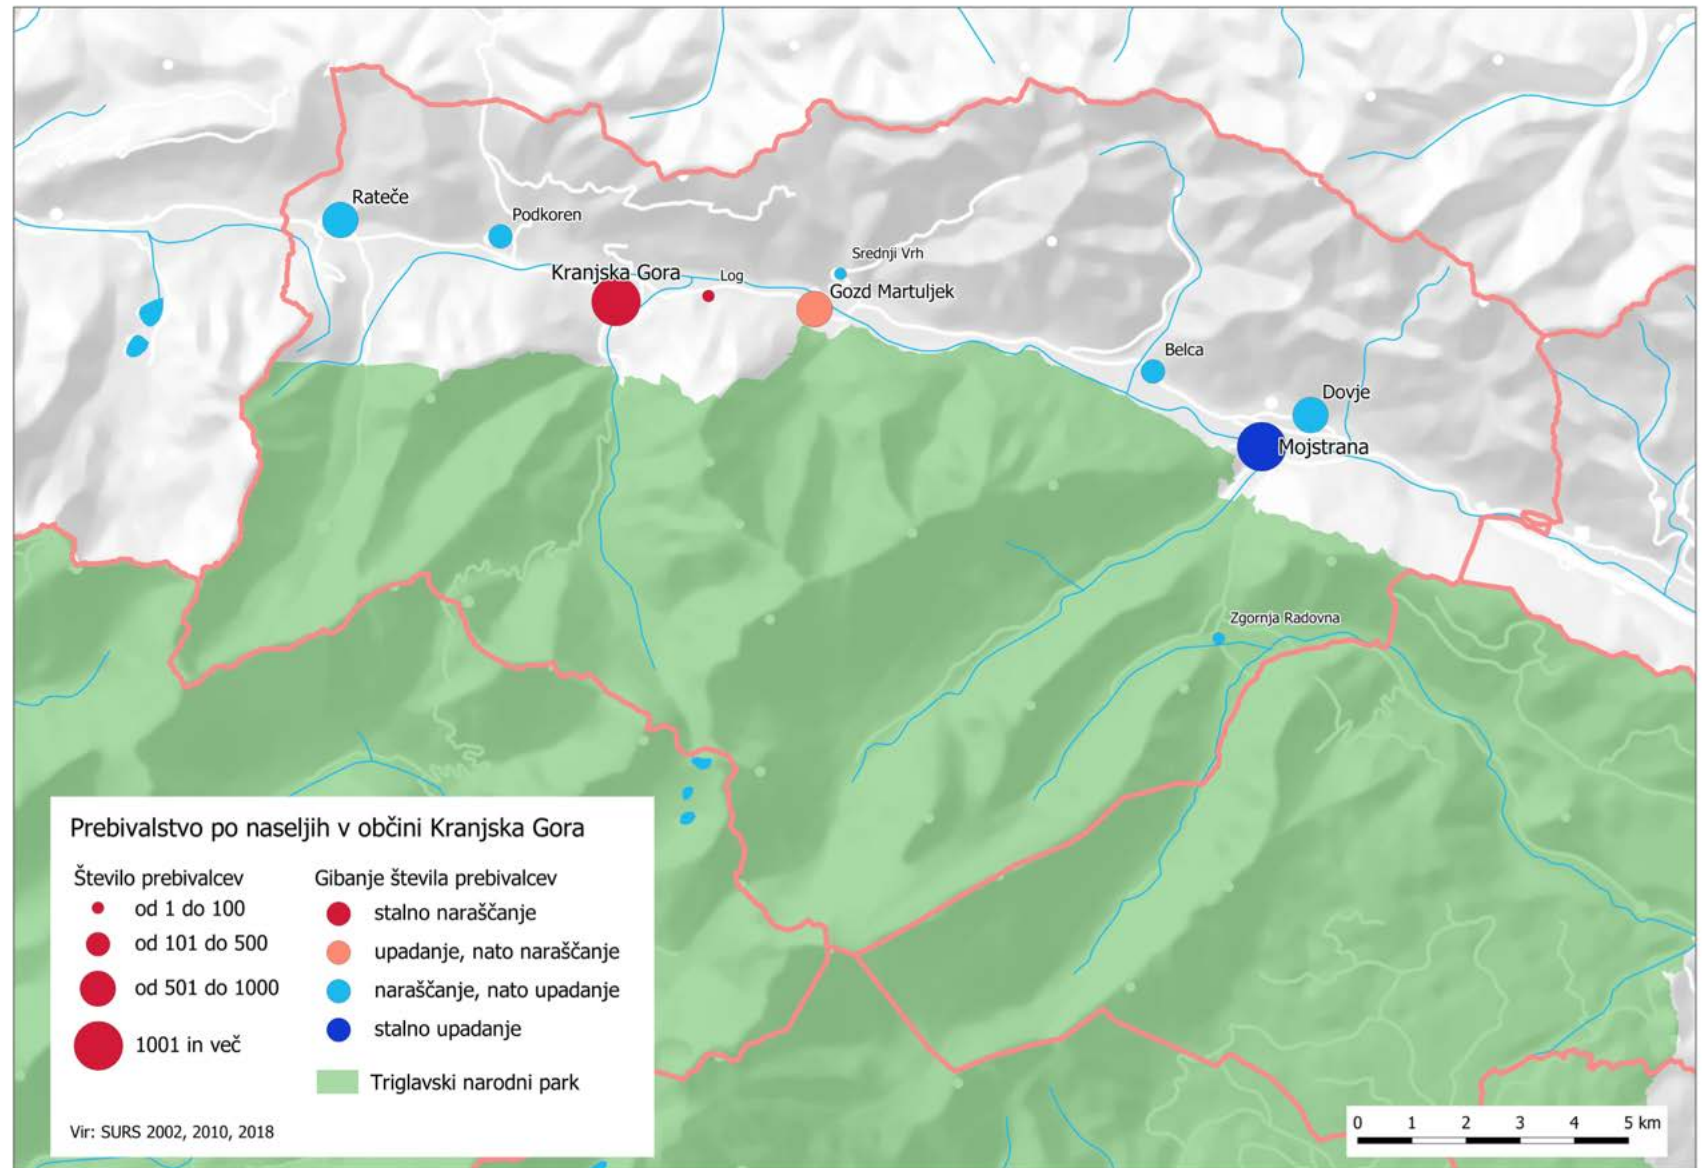 Rateče
Podkoren
Srednji Vrh
Kranjska Gora
Log
Gozd Martuljek
Belca
Dovje
Mojstrana
Zgornja Radovna
Prebivalstvo po naseljih v občini Kranjska Gora
Število prebivalcev
od 1 do 100
od 101 do 500
od 501 do 1000
1001 in več
Gibanje števila prebivalcev
stalno naraščanje
upadanje, nato naraščanje
naraščanje, nato upadanje
stalno upadanje
Triglavski narodni park
Vir: SURS 2002, 2010, 2018
0 1 2 3 4 5 km